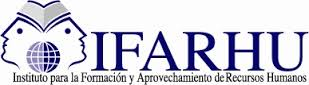 IFARHU
Instituto para la Formación y Aprovechamiento de Recursos Humanos